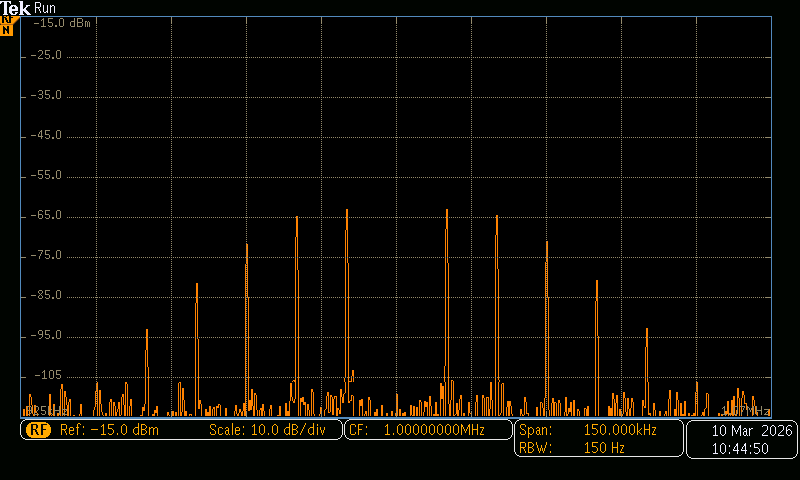 Tek Run
RF
N
-15.0 dBm
-25.0
-35.0
-45.0
-55.0
-65.0
-75.0
-85.0
-95.0
-105
RF Ref: -15.0 dBm Scale: 10.0 dB/div
CF: 1.00000000MHz
Span: 150.000kHz
RBW: 150 Hz
10 Mar 2026
10:44:50